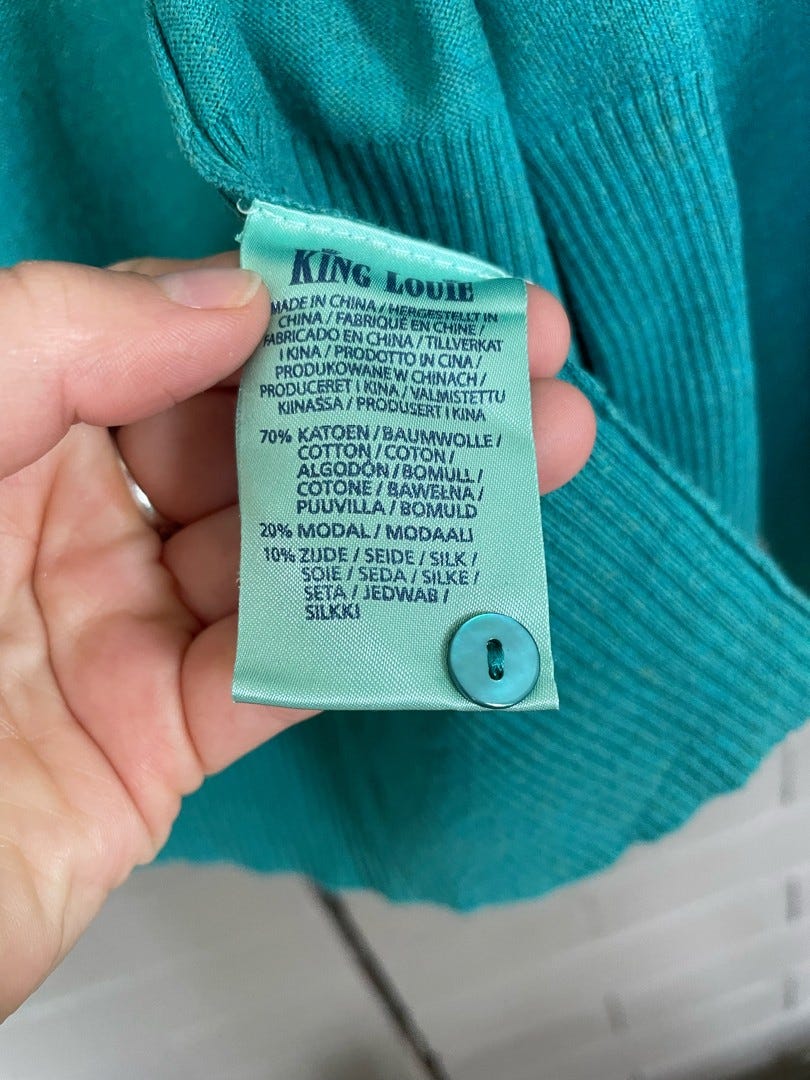 KING LOUIE
MADE IN CHINA / HERGESTELLT IN
CHINA / FABRIQUÉ EN CHINE /
FABRICADO EN CHINA / TILLVERKAT
I KINA / PRODOTTO IN CINA /
PRODUKOWANE W CHINACH /
PRODUCERET I KINA / VALMISTETTU
KIINASSA / PRODUSERT I KINA
70% KATOEN / BAUMWOLLE /
COTTON / COTON /
ALGODÓN / BOMULL /
COTONE / BAWEŁNA /
PUUVILLA / BOMULD
20% MODAL / MODAALI
10% ZIJDE / SEIDE / SILK /
SOIE / SEDA / SILKE /
SETA / JEDWAB /
SILKKI